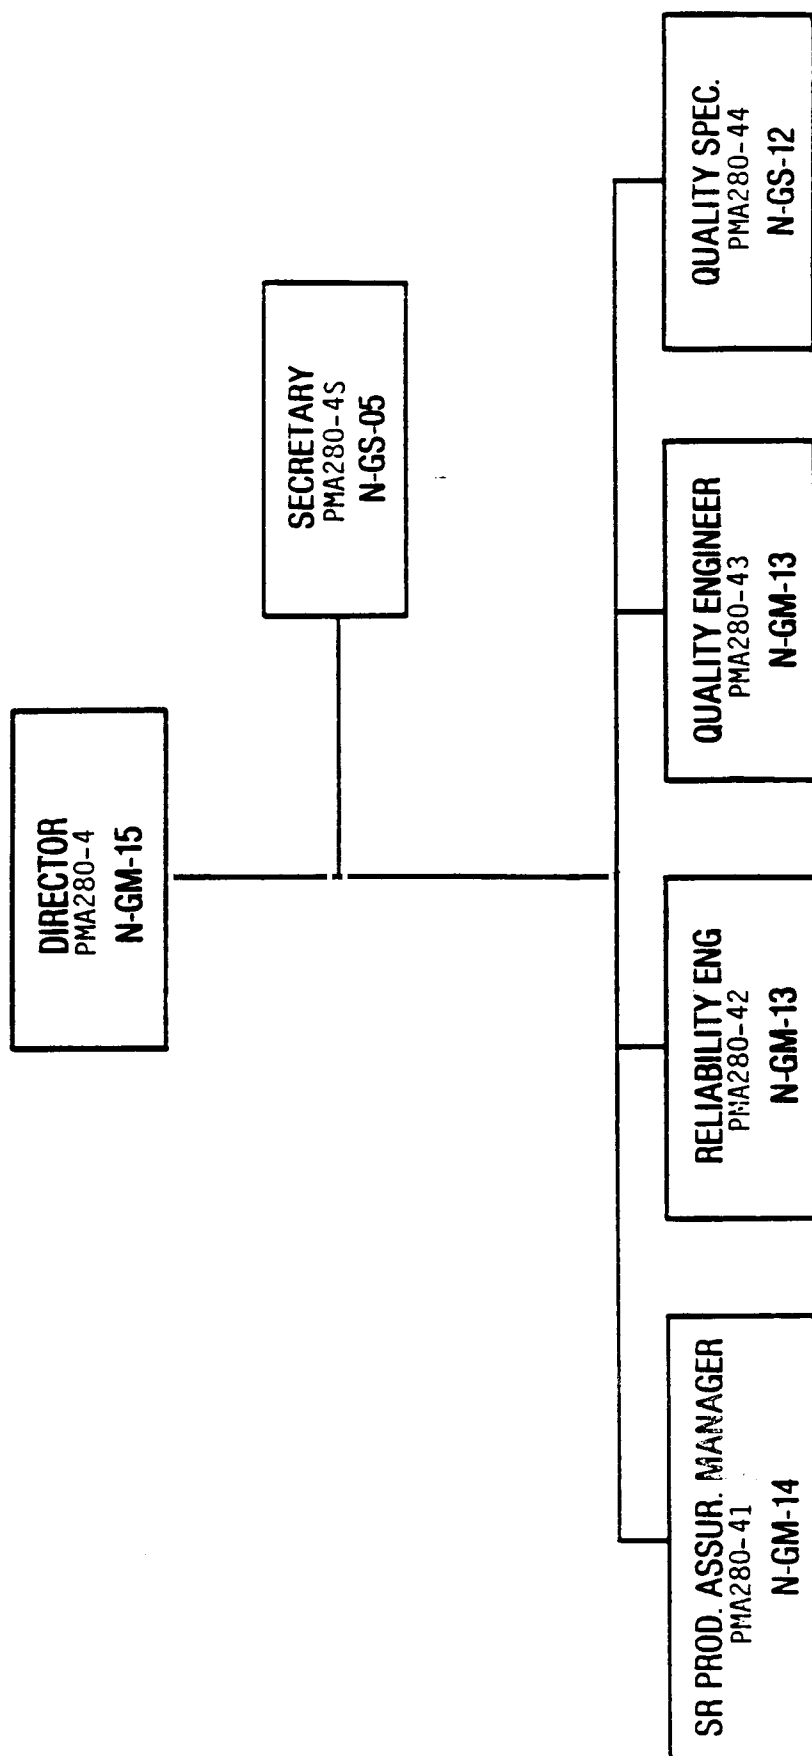 DIRECTOR
PMA280-4
N-GM-15
SECRETARY
PMA280-4S
N-GS-05
SR PROD. ASSUR. MANAGER
PMA280-41
N-GM-14
RELIABILITY ENG
PMA280-42
N-GM-13
QUALITY ENGINEER
PMA280-43
N-GM-13
QUALITY SPEC.
PMA280-44
N-GS-12